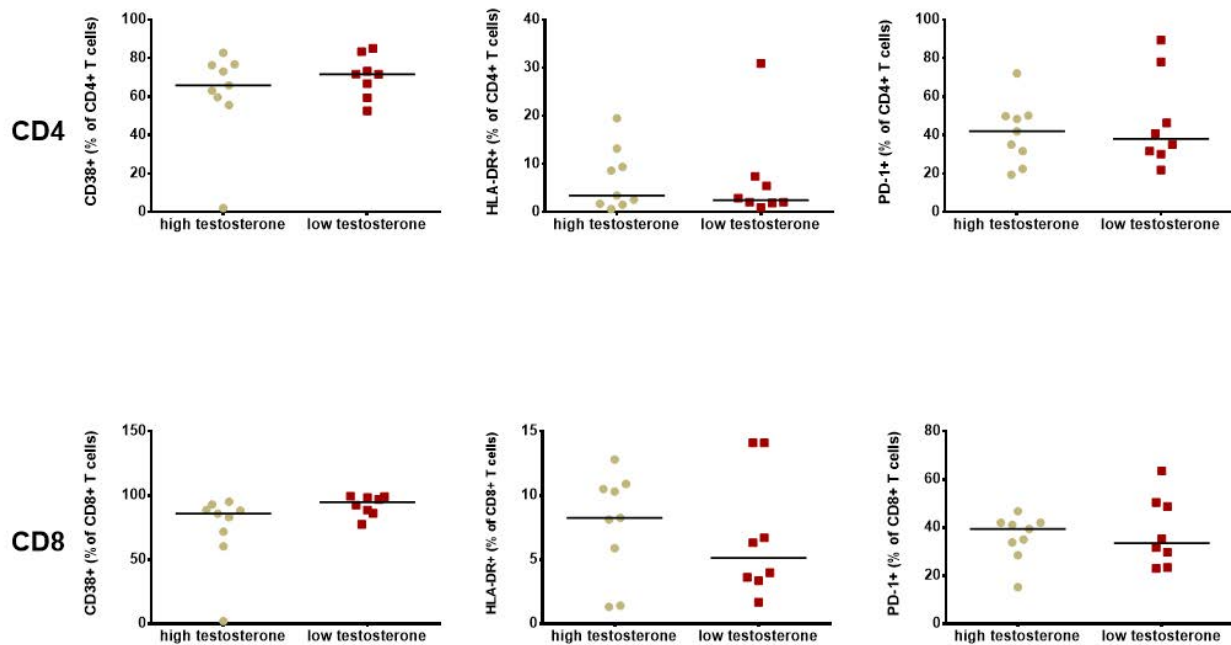 CD4
CD38+ (% of CD4+ T cells)
100
80
60
40
20
0
high testosterone
low testosterone
HLA-DR+ (% of CD4+ T cells)
40
30
20
10
0
high testosterone
low testosterone
PD-1+ (% of CD4+ T cells)
100
80
60
40
20
0
high testosterone
low testosterone
CD8
CD38+ (% of CD8+ T cells)
150
100
50
0
high testosterone
low testosterone
HLA-DR+ (% of CD8+ T cells)
15
10
5
0
high testosterone
low testosterone
PD-1+ (% of CD8+ T cells)
80
60
40
20
0
high testosterone
low testosterone